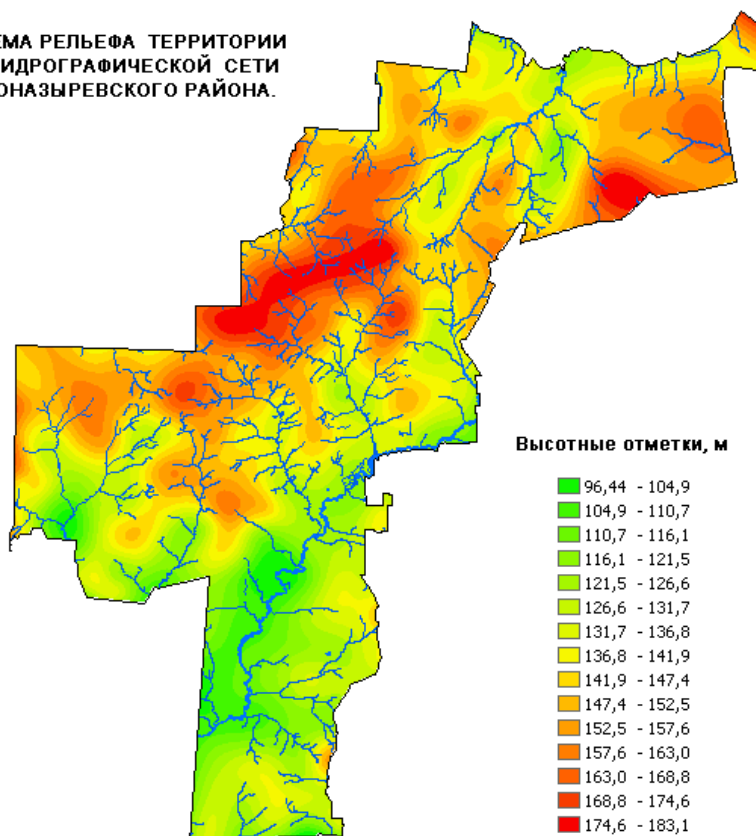 ЕМА РЕЛЬЕФА ТЕРРИТОРИИ
ИДРОГРАФИЧЕСКОЙ СЕТИ
ОНАЗЫРЕВСКОГО РАЙОНА.
Высотные отметки, м
96,44 - 104,9
104,9 - 110,7
110,7 - 116,1
116,1 - 121,5
121,5 - 126,6
126,6 - 131,7
131,7 - 136,8
136,8 - 141,9
141,9 - 147,4
147,4 - 152,5
152,5 - 157,6
157,6 - 163,0
163,0 - 168,8
168,8 - 174,6
174,6 - 183,1